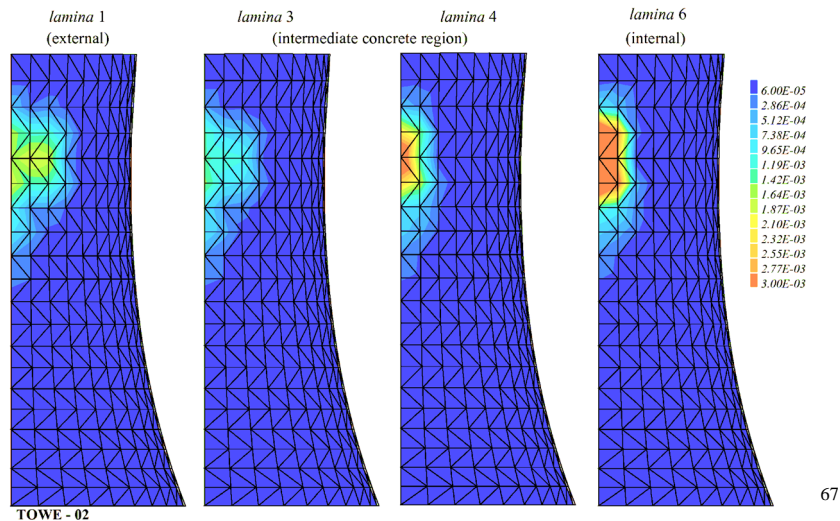 lamina 1
(external)
lamina 3
lamina 4
(intermediate concrete region)
lamina 6
(internal)
6.00E-05
2.86E-04
5.12E-04
7.38E-04
9.65E-04
1.19E-03
1.42E-03
1.64E-03
1.87E-03
2.10E-03
2.32E-03
2.55E-03
2.77E-03
3.00E-03
TOWE - 02
67